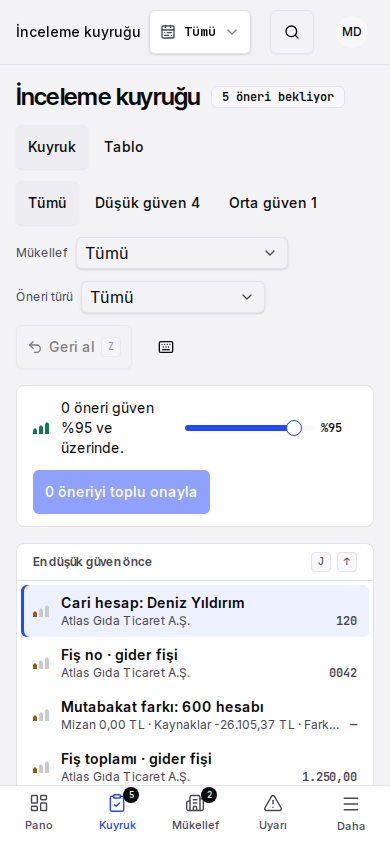 İnceleme kuyruğu Tümü MD
İnceleme kuyruğu 5 öneri bekliyor
Kuyruk Tablo
Tümü Düşük güven 4 Orta güven 1
Mükellef Tümü
Öneri türü Tümü
Geri al Z
0 öneri güven
%95 ve
üzerinde.
%95
0 öneriyi toplu onayla
En düşük güven önce J ↑
Cari hesap: Deniz Yıldırım
Atlas Gıda Ticaret A.Ş. 120
Fiş no · gider fişi
Atlas Gıda Ticaret A.Ş. 0042
Mutabakat farkı: 600 hesabı
Mizan 0,00 TL · Kaynaklar -26.105,37 TL · Fark… —
Fiş toplamı · gider fişi
Atlas Gıda Ticaret A.Ş. 1.250,00
5 2
Pano Kuyruk Mükellef Uyarı Daha